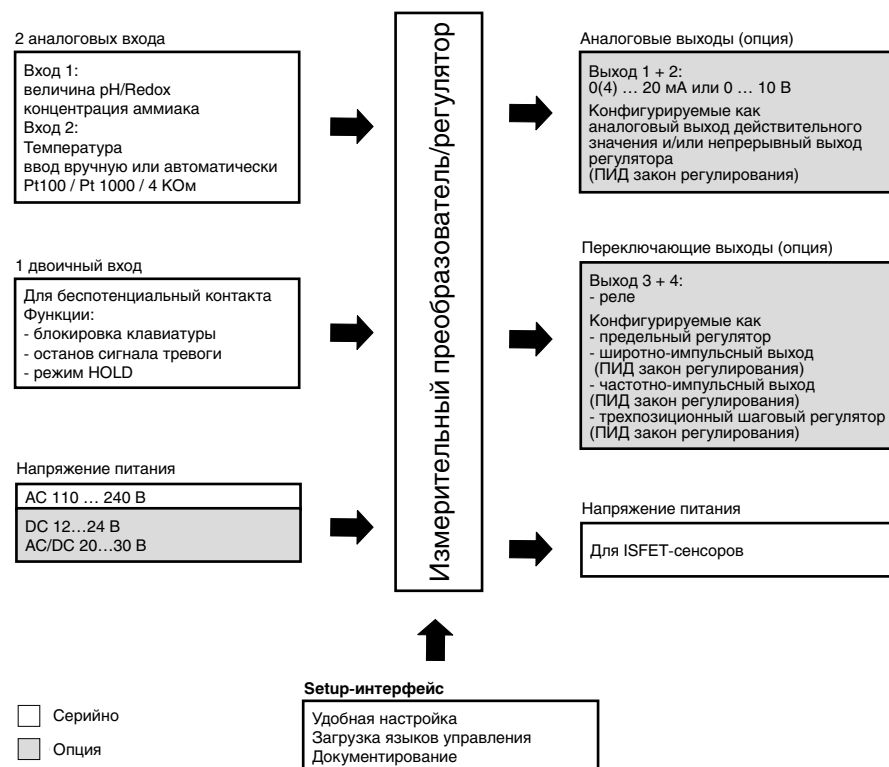 2 аналоговых входа
Вход 1:
величина pH/Redox
концентрация аммиака
Вход 2:
Температура
ввод вручную или автоматически
Pt100 / Pt 1000 / 4 КОм
1 двоичный вход
Для беспотенциальный контакта
Функции:
- блокировка клавиатуры
- останов сигнала тревоги
- режим HOLD
Напряжение питания
AC 110 ... 240 В
DC 12...24 В
AC/DC 20...30 В
Измерительный преобразователь/регулятор
Аналоговые выходы (опция)
Выход 1 + 2:
0(4) ... 20 мА или 0 ... 10 В
Конфигурируемые как
аналоговый выход действительного
значения и/или непрерывный выход
регулятора
(ПИД закон регулирования)
Переключающие выходы (опция)
Выход 3 + 4:
- реле
Конфигурируемые как
- предельный регулятор
- широтно-импульсный выход
(ПИД закон регулирования)
- частотно-импульсный выход
(ПИД закон регулирования)
- трехпозиционный шаговый регулятор
(ПИД закон регулирования)
Напряжение питания
Для ISFET-сенсоров
Setup-интерфейс
Удобная настройка
Загрузка языков управления
Документирование
Серийно
Опция